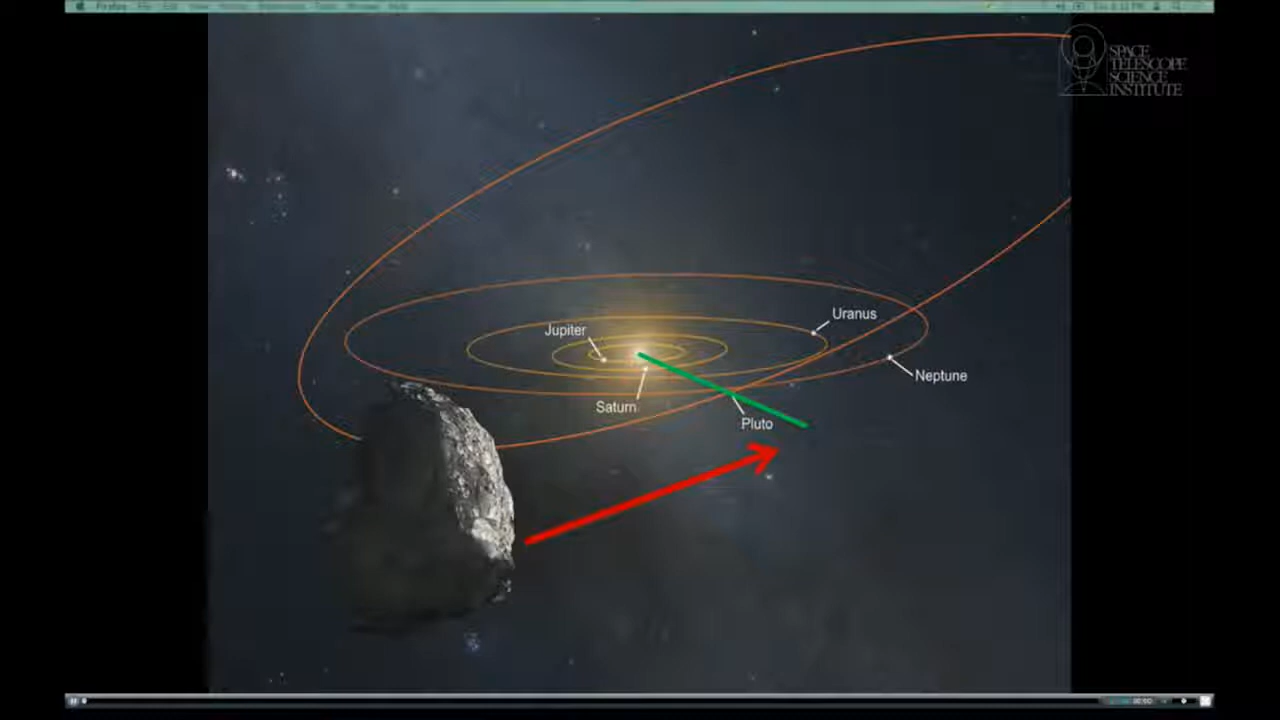 SPACE
TELESCOPE
SCIENCE
INSTITUTE
Uranus
Jupiter
Neptune
Saturn
Pluto